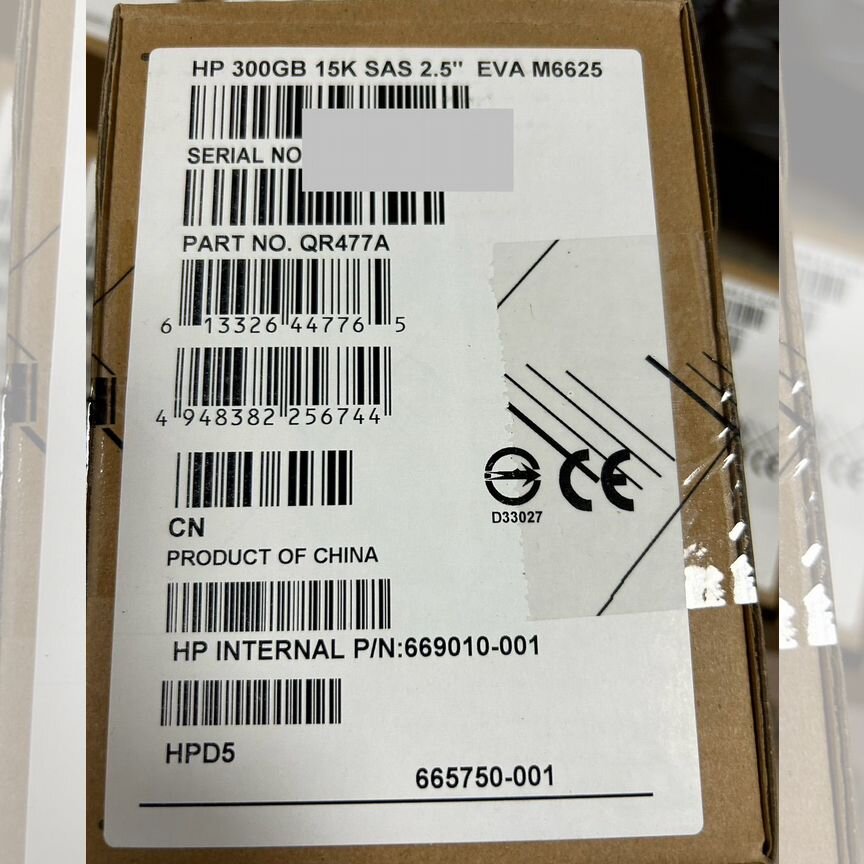 HP 300GB 15K SAS 2.5" EVA M6625
SERIAL NO
PART NO. QR477A
6 13326 44776 5
4 948382 256744
CN
PRODUCT OF CHINA
CE
D33027
HP INTERNAL P/N:669010-001
HPD5
665750-001